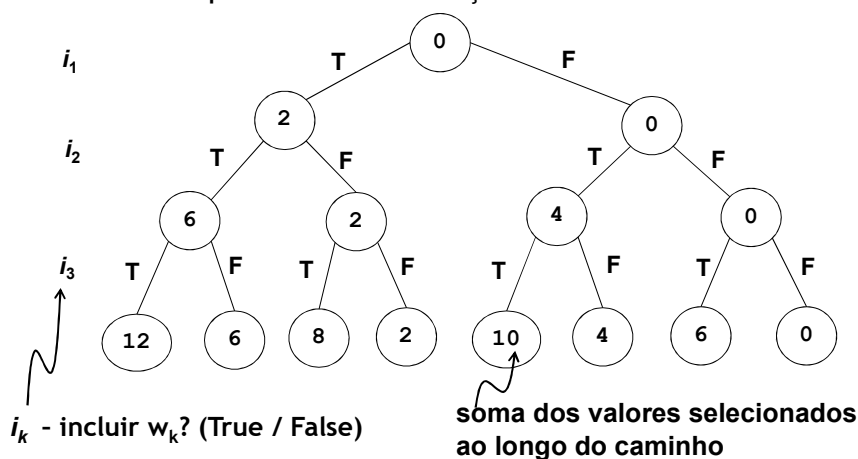 0
i₁ T F
2 0
i₂ T F T F
6 2 4 0
i₃ T F T F T F T F
12 6 8 2 10 4 6 0
iₖ - incluir wₖ? (True / False)
soma dos valores selecionados
ao longo do caminho